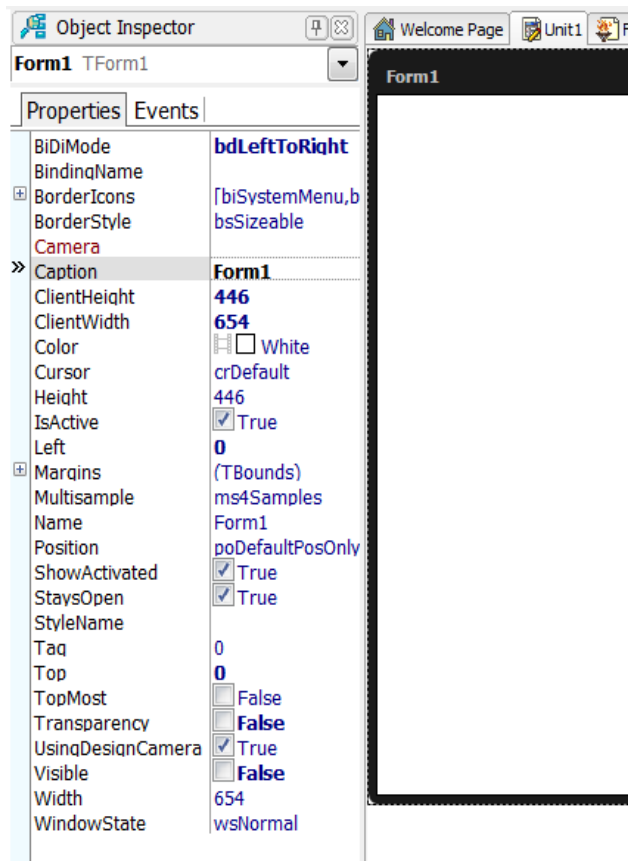 Object Inspector
Welcome Page
Unit1
Form1 TForm1
Form1
Properties Events
BiDiMode bdLeftToRight
BindingName
BorderIcons [biSystemMenu,b
BorderStyle bsSizeable
Camera
Caption Form1
ClientHeight 446
ClientWidth 654
Color White
Cursor crDefault
Height 446
IsActive True
Left 0
Margins (TBounds)
Multisample ms4Samples
Name Form1
Position poDefaultPosOnly
ShowActivated True
StaysOpen True
StyleName
Tag 0
Top 0
TopMost False
Transparency False
UsingDesignCamera True
Visible False
Width 654
WindowState wsNormal